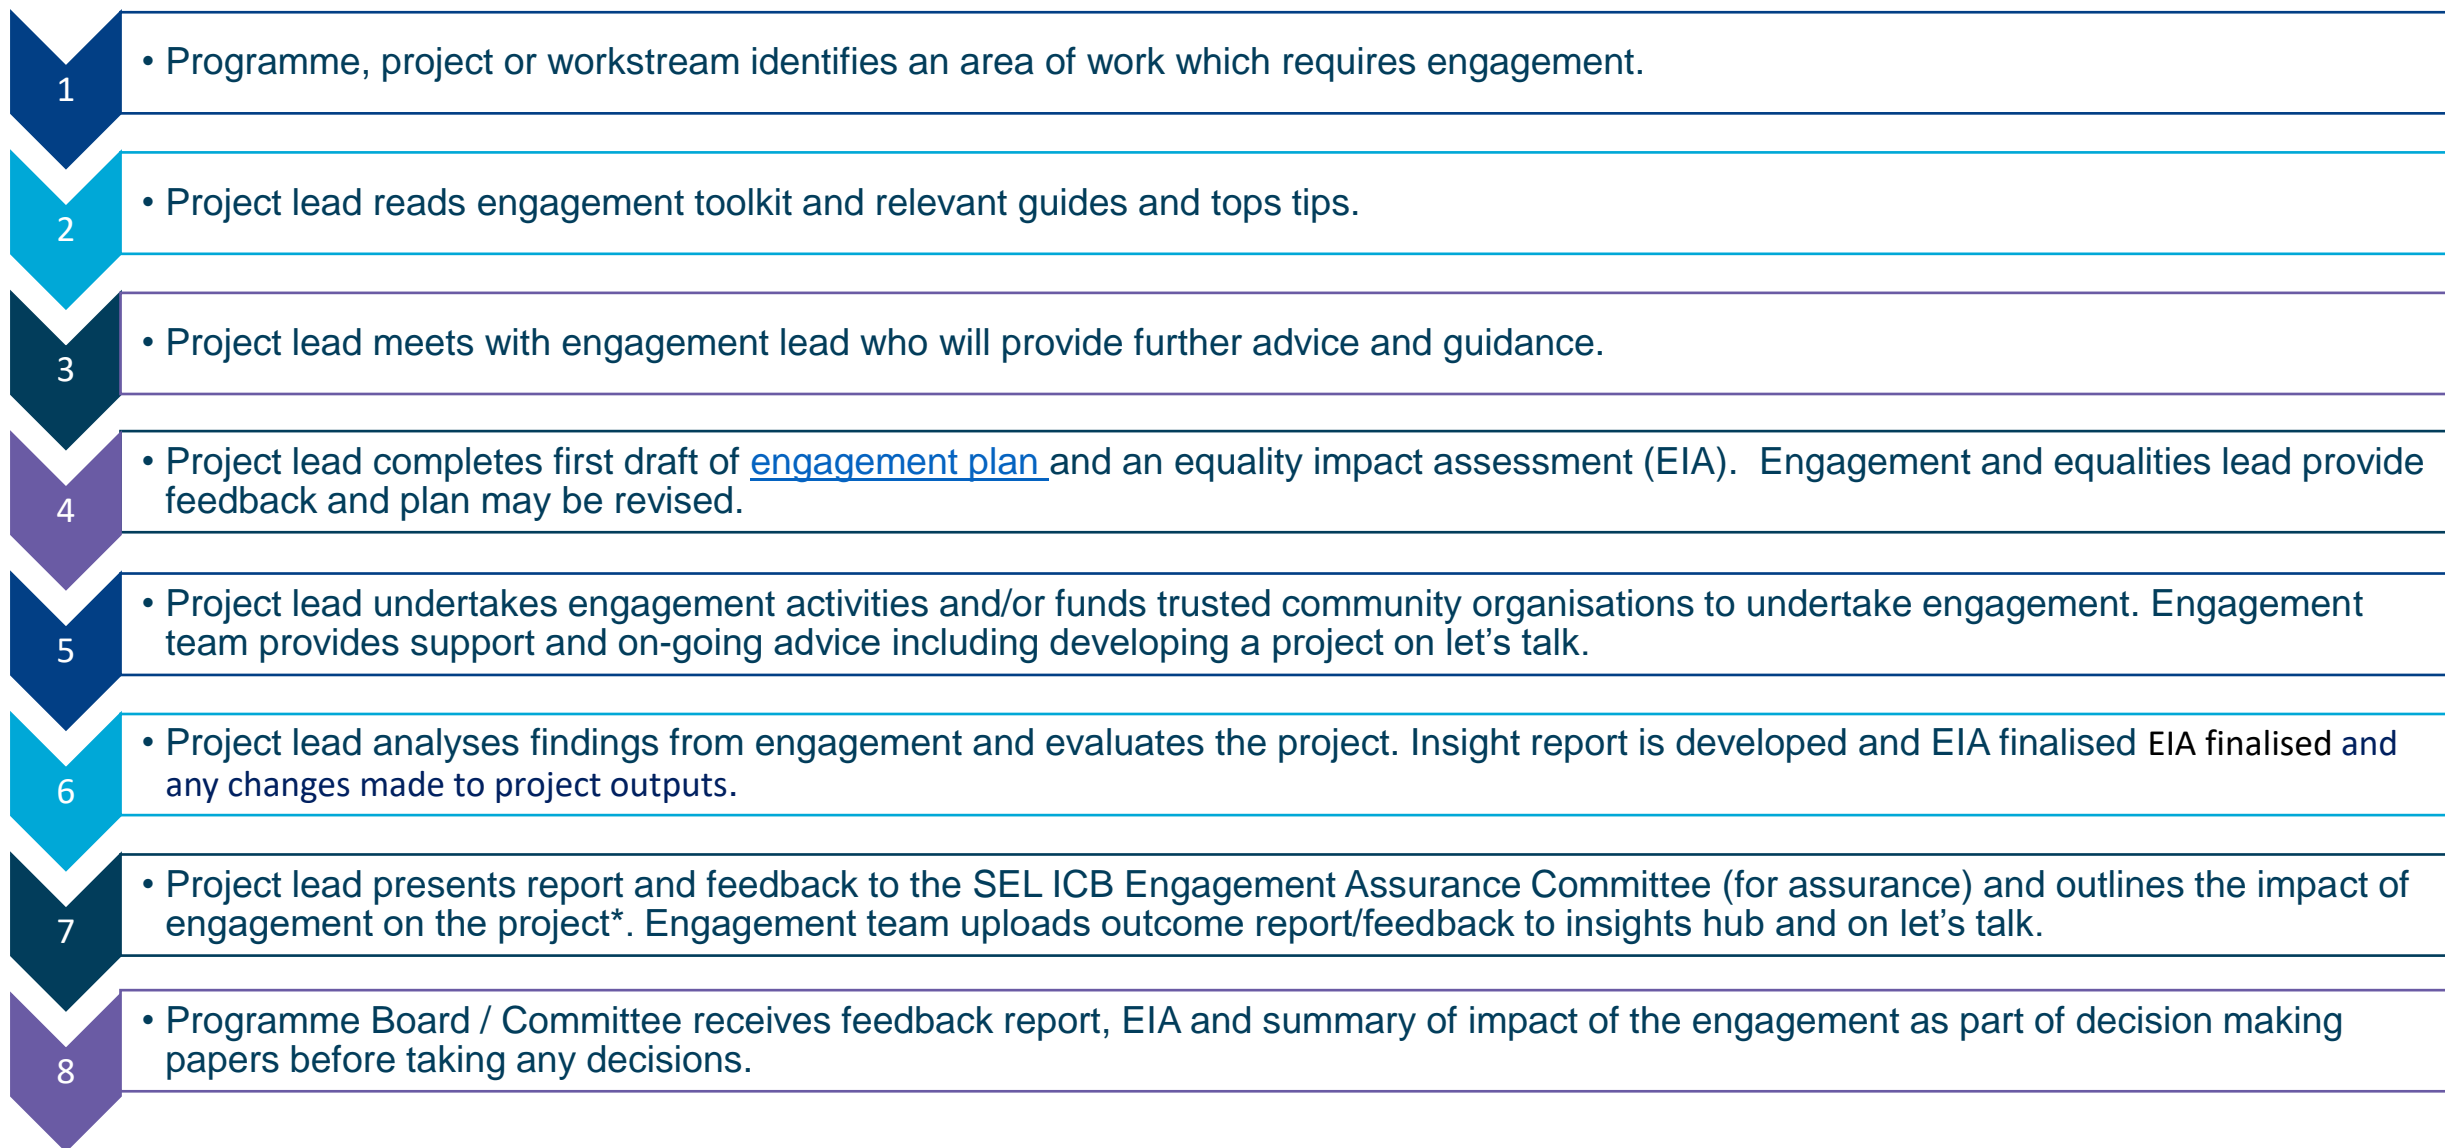 1
• Programme, project or workstream identifies an area of work which requires engagement.
2
• Project lead reads engagement toolkit and relevant guides and tops tips.
3
• Project lead meets with engagement lead who will provide further advice and guidance.
4
• Project lead completes first draft of engagement plan and an equality impact assessment (EIA).  Engagement and equalities lead provide
feedback and plan may be revised.
5
• Project lead undertakes engagement activities and/or funds trusted community organisations to undertake engagement. Engagement
team provides support and on-going advice including developing a project on let’s talk.
6
• Project lead analyses findings from engagement and evaluates the project. Insight report is developed and EIA finalised EIA finalised and
any changes made to project outputs.
7
• Project lead presents report and feedback to the SEL ICB Engagement Assurance Committee (for assurance) and outlines the impact of
engagement on the project*. Engagement team uploads outcome report/feedback to insights hub and on let’s talk.
8
• Programme Board / Committee receives feedback report, EIA and summary of impact of the engagement as part of decision making
papers before taking any decisions.